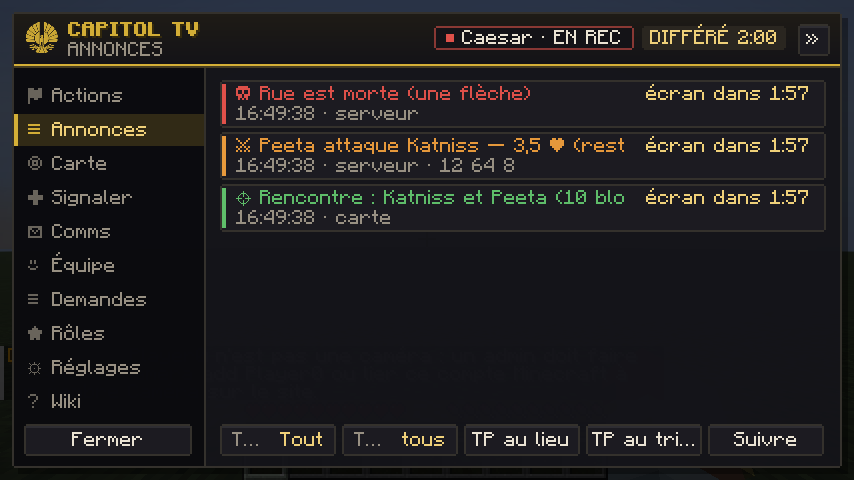 CAPITOL TV
ANNONCES
Caesar · EN REC
DIFFÉRÉ 2:00
»
Actions
Annonces
Carte
Signaler
Comms
Équipe
Demandes
Rôles
Réglages
? Wiki
Fermer
Rue est morte (une flèche)
écran dans 1:57
16:49:38 · serveur
Peeta attaque Katniss — 3,5 ♥ (rest
écran dans 1:57
16:49:38 · serveur · 12 64 8
Rencontre : Katniss et Peeta (10 blo
écran dans 1:57
16:49:38 · carte
T... Tout
T... tous
TP au lieu
TP au tri...
Suivre